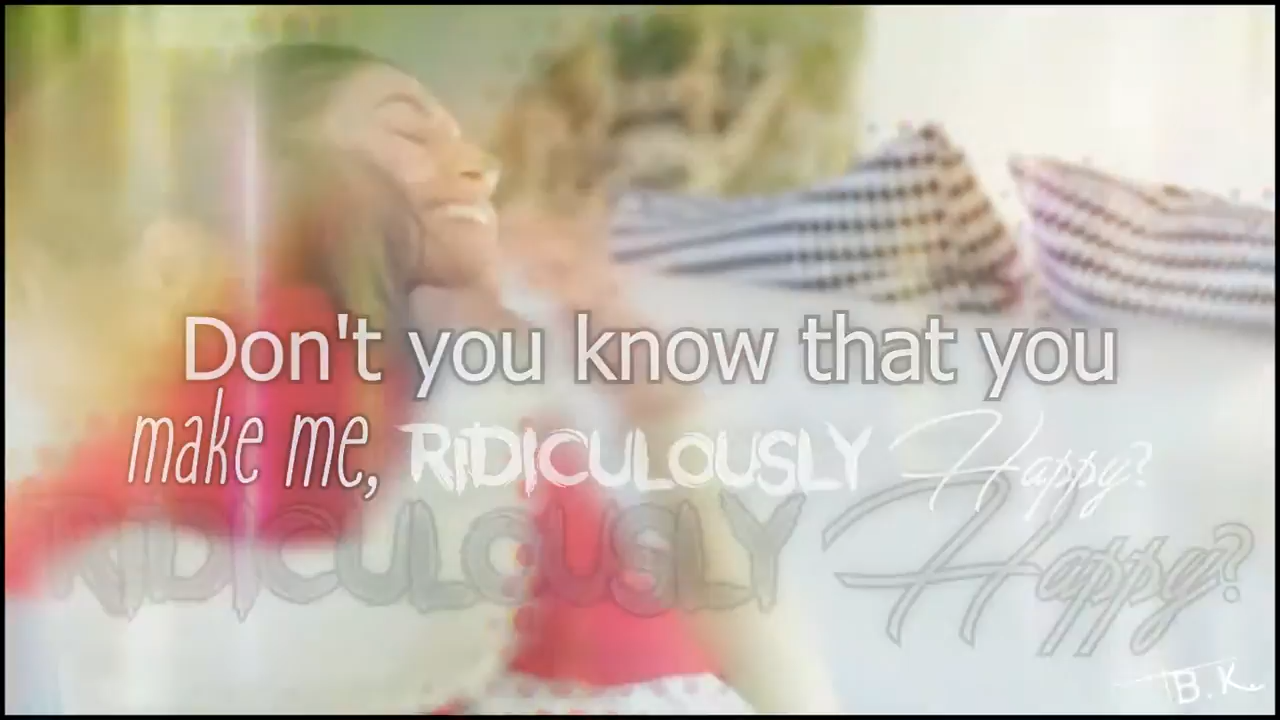 Don't you know that you
make me, RIDICULOUSLY Happy?
RIDICULOUSLY Happy?
B.K.